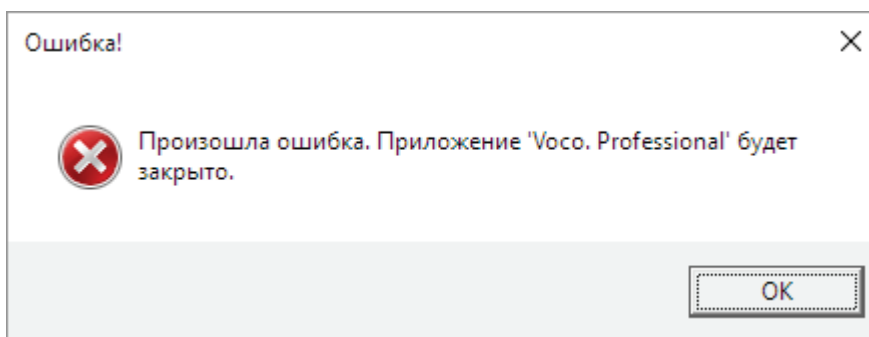 Ошибка!
Произошла ошибка. Приложение 'Voco. Professional' будет
закрыто.
OK